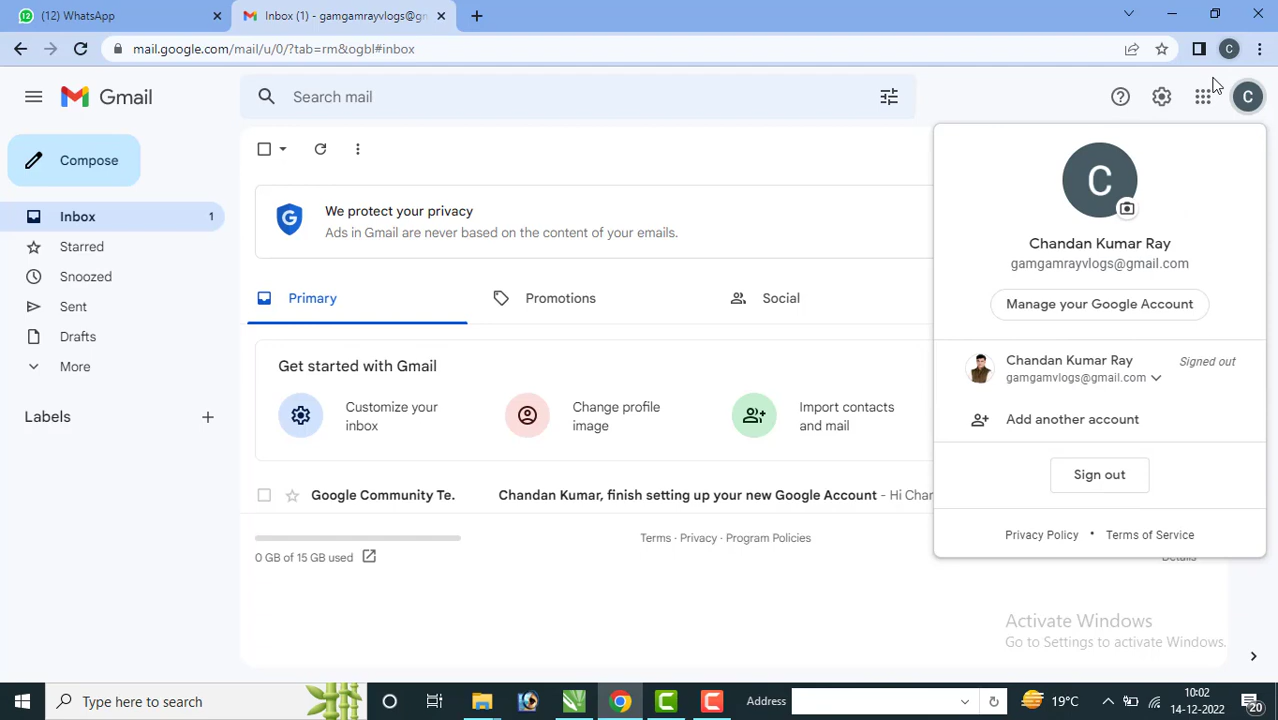 (12) WhatsApp
Inbox (1) - gamgamrayvlogs@gm
mail.google.com/mail/u/0/?tab=rm&ogbl#inbox
C
Gmail
Search mail
C
Compose
Inbox 1
Starred
Snoozed
Sent
Drafts
More
Labels
We protect your privacy
Ads in Gmail are never based on the content of your emails.
Primary
Promotions
Social
Get started with Gmail
Customize your
inbox
Change profile
image
Import contacts
and mail
Google Community Te. Chandan Kumar, finish setting up your new Google Account - Hi Chan
0 GB of 15 GB used
Terms · Privacy · Program Policies
Details
C
Chandan Kumar Ray
gamgamrayvlogs@gmail.com
Manage your Google Account
Chandan Kumar Ray Signed out
gamgamvlogs@gmail.com
Add another account
Sign out
Privacy Policy • Terms of Service
Activate Windows
Go to Settings to activate Windows.
Type here to search
Address
19°C
10:02
14-12-2022
20